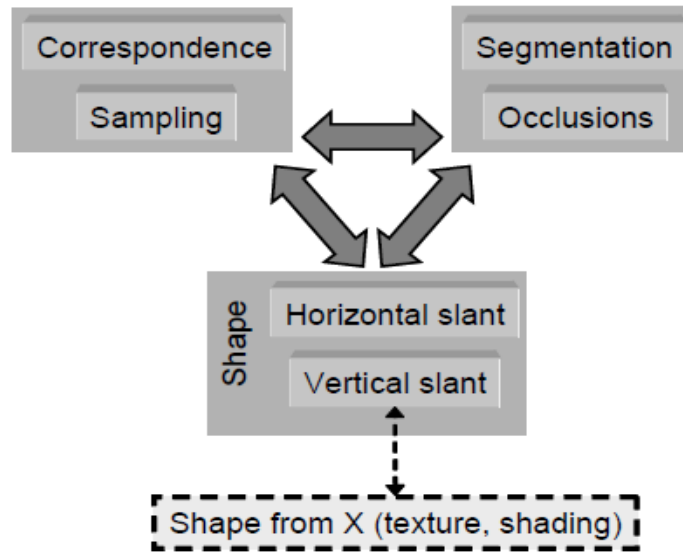 Correspondence
Sampling
Segmentation
Occlusions
Shape
Horizontal slant
Vertical slant
Shape from X (texture, shading)